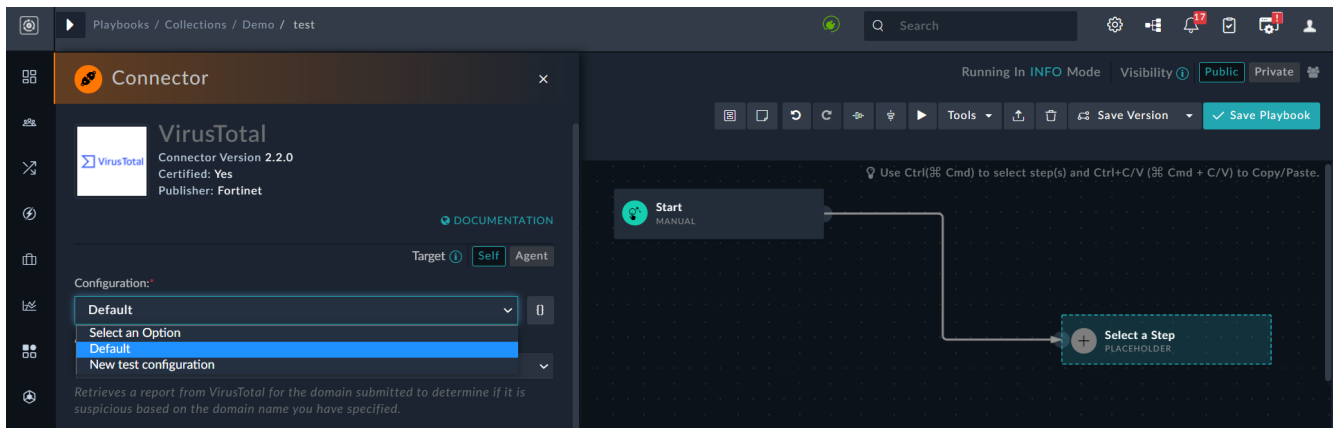 Playbooks / Collections / Demo / test
Search
17
!
Connector
×
Running In INFO Mode
Visibility
Public
Private
Tools
Save Version
Save Playbook
VirusTotal
VirusTotal
Connector Version 2.2.0
Certified: Yes
Publisher: Fortinet
DOCUMENTATION
Target
Self
Agent
Configuration:*
Default
{}
Select an Option
Default
New test configuration
Retrieves a report from VirusTotal for the domain submitted to determine if it is
suspicious based on the domain name you have specified.
Use Ctrl(⌘ Cmd) to select step(s) and Ctrl+C/V (⌘ Cmd + C/V) to Copy/Paste.
Start
MANUAL
Select a Step
PLACEHOLDER